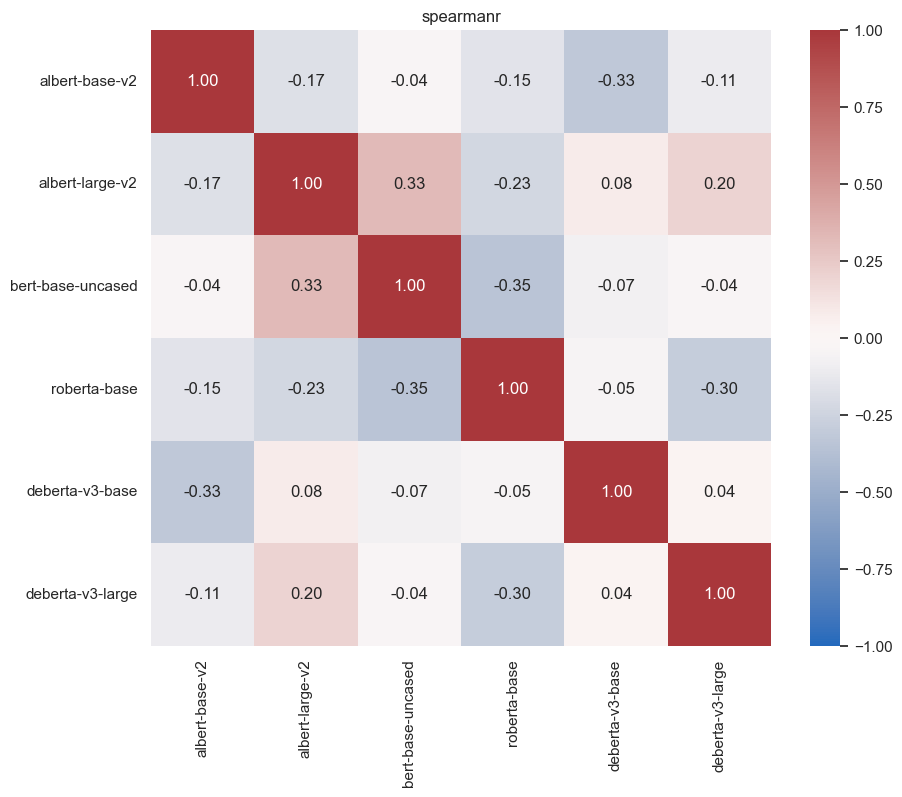 spearmanr
albert-base-v2 1.00 -0.17 -0.04 -0.15 -0.33 -0.11
albert-large-v2 -0.17 1.00 0.33 -0.23 0.08 0.20
bert-base-uncased -0.04 0.33 1.00 -0.35 -0.07 -0.04
roberta-base -0.15 -0.23 -0.35 1.00 -0.05 -0.30
deberta-v3-base -0.33 0.08 -0.07 -0.05 1.00 0.04
deberta-v3-large -0.11 0.20 -0.04 -0.30 0.04 1.00
albert-base-v2
albert-large-v2
bert-base-uncased
roberta-base
deberta-v3-base
deberta-v3-large
1.00
0.75
0.50
0.25
0.00
−0.25
−0.50
−0.75
−1.00